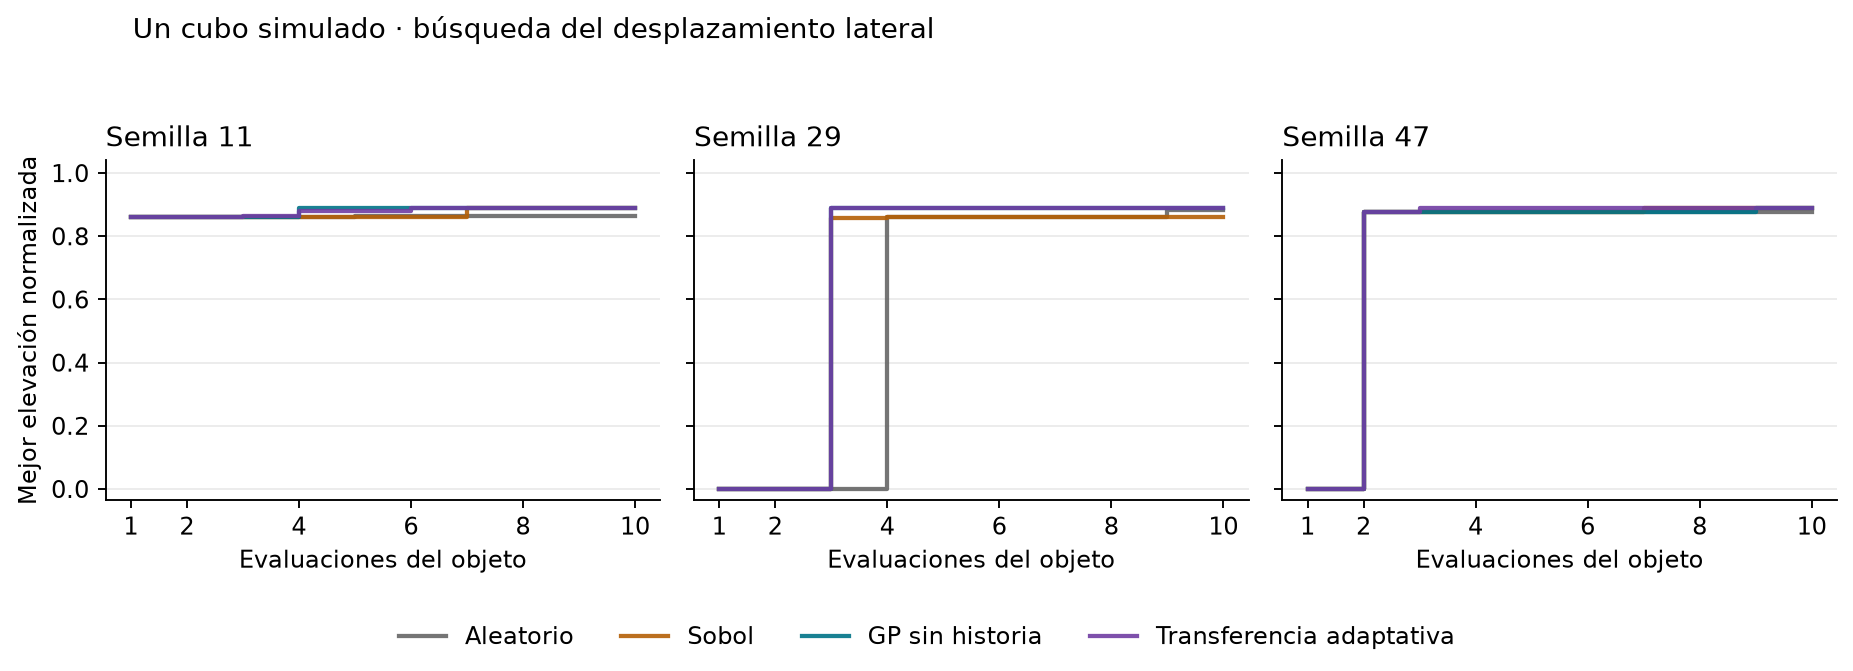 Un cubo simulado · búsqueda del desplazamiento lateral
Semilla 11
Semilla 29
Semilla 47
Mejor elevación normalizada
1.0
0.8
0.6
0.4
0.2
0.0
1 2 4 6 8 10
1 2 4 6 8 10
1 2 4 6 8 10
Evaluaciones del objeto
Evaluaciones del objeto
Evaluaciones del objeto
Aleatorio
Sobol
GP sin historia
Transferencia adaptativa